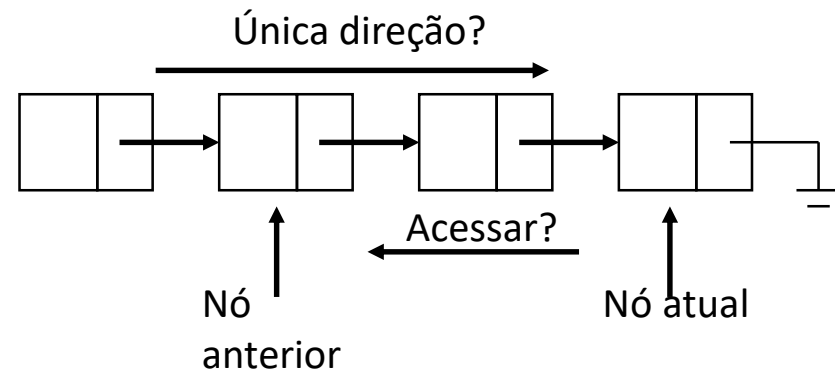 Única direção?
Acessar?
Nó
anterior
Nó atual